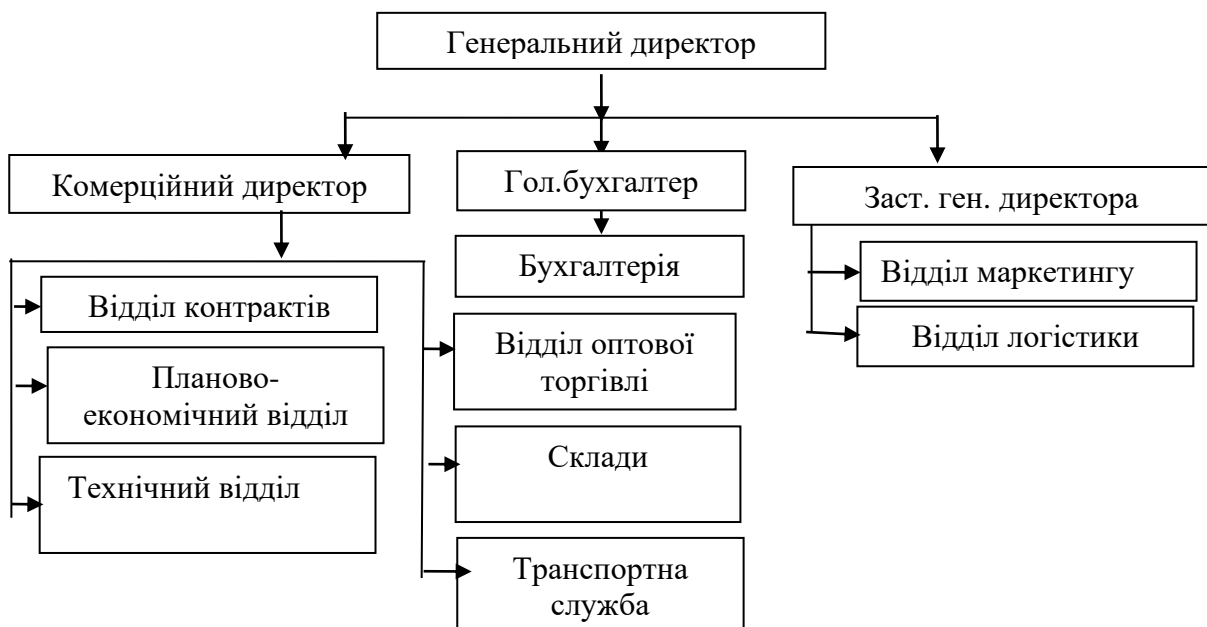 Генеральний директор
Комерційний директор
Гол.бухгалтер
Заст. ген. директора
Бухгалтерія
Відділ маркетингу
Відділ контрактів
Відділ оптової
торгівлі
Відділ логістики
Планово-
економічний відділ
Склади
Технічний відділ
Транспортна
служба